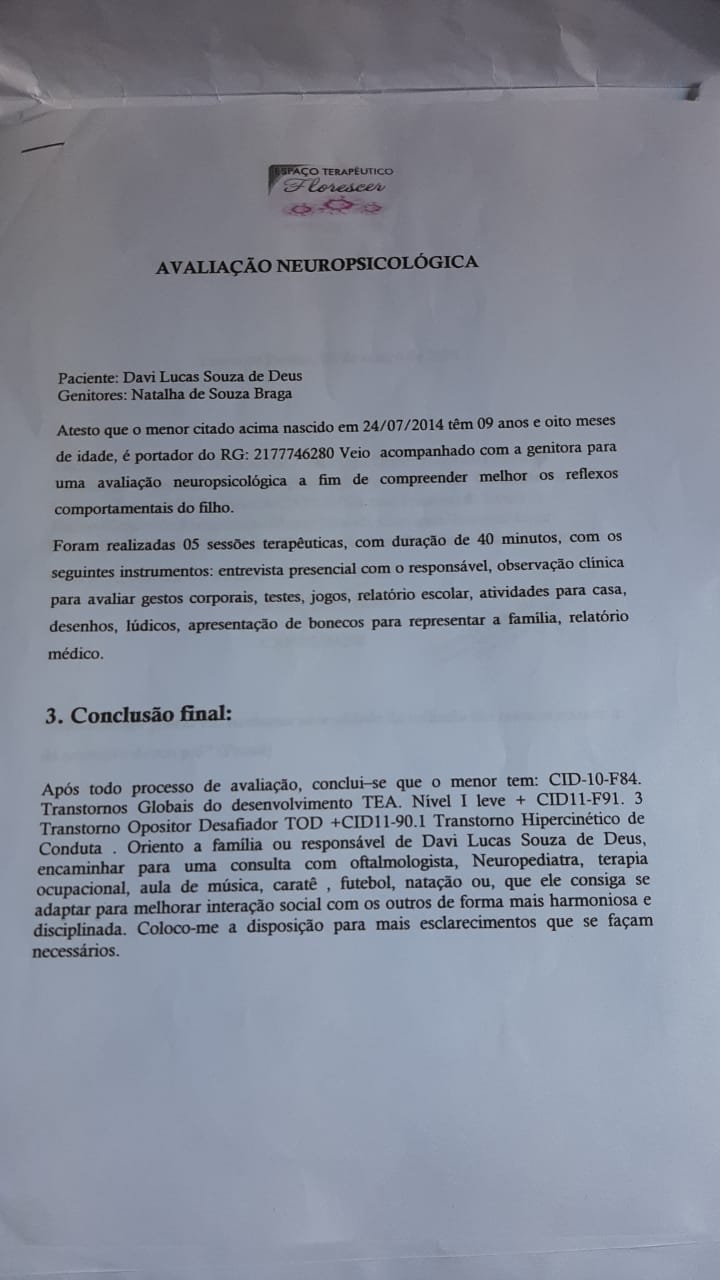 ESPAÇO TERAPÊUTICO
Florescer
AVALIAÇÃO NEUROPSICOLÓGICA
Paciente: Davi Lucas Souza de Deus
Genitores: Natalha de Souza Braga
Atesto que o menor citado acima nascido em 24/07/2014 têm 09 anos e oito meses
de idade, é portador do RG: 2177746280 Veio acompanhado com a genitora para
uma avaliação neuropsicológica a fim de compreender melhor os reflexos
comportamentais do filho.
Foram realizadas 05 sessões terapêuticas, com duração de 40 minutos, com os
seguintes instrumentos: entrevista presencial com o responsável, observação clínica
para avaliar gestos corporais, testes, jogos, relatório escolar, atividades para casa,
desenhos, lúdicos, apresentação de bonecos para representar a família, relatório
médico.
3. Conclusão final:
Após todo processo de avaliação, conclui–se que o menor tem: CID-10-F84.
Transtornos Globais do desenvolvimento TEA. Nível I leve + CID11-F91. 3
Transtorno Opositor Desafiador TOD +CID11-90.1 Transtorno Hipercinético de
Conduta . Oriento a família ou responsável de Davi Lucas Souza de Deus,
encaminhar para uma consulta com oftalmologista, Neuropediatra, terapia
ocupacional, aula de música, caratê , futebol, natação ou, que ele consiga se
adaptar para melhorar interação social com os outros de forma mais harmoniosa e
disciplinada. Coloco-me a disposição para mais esclarecimentos que se façam
necessários.